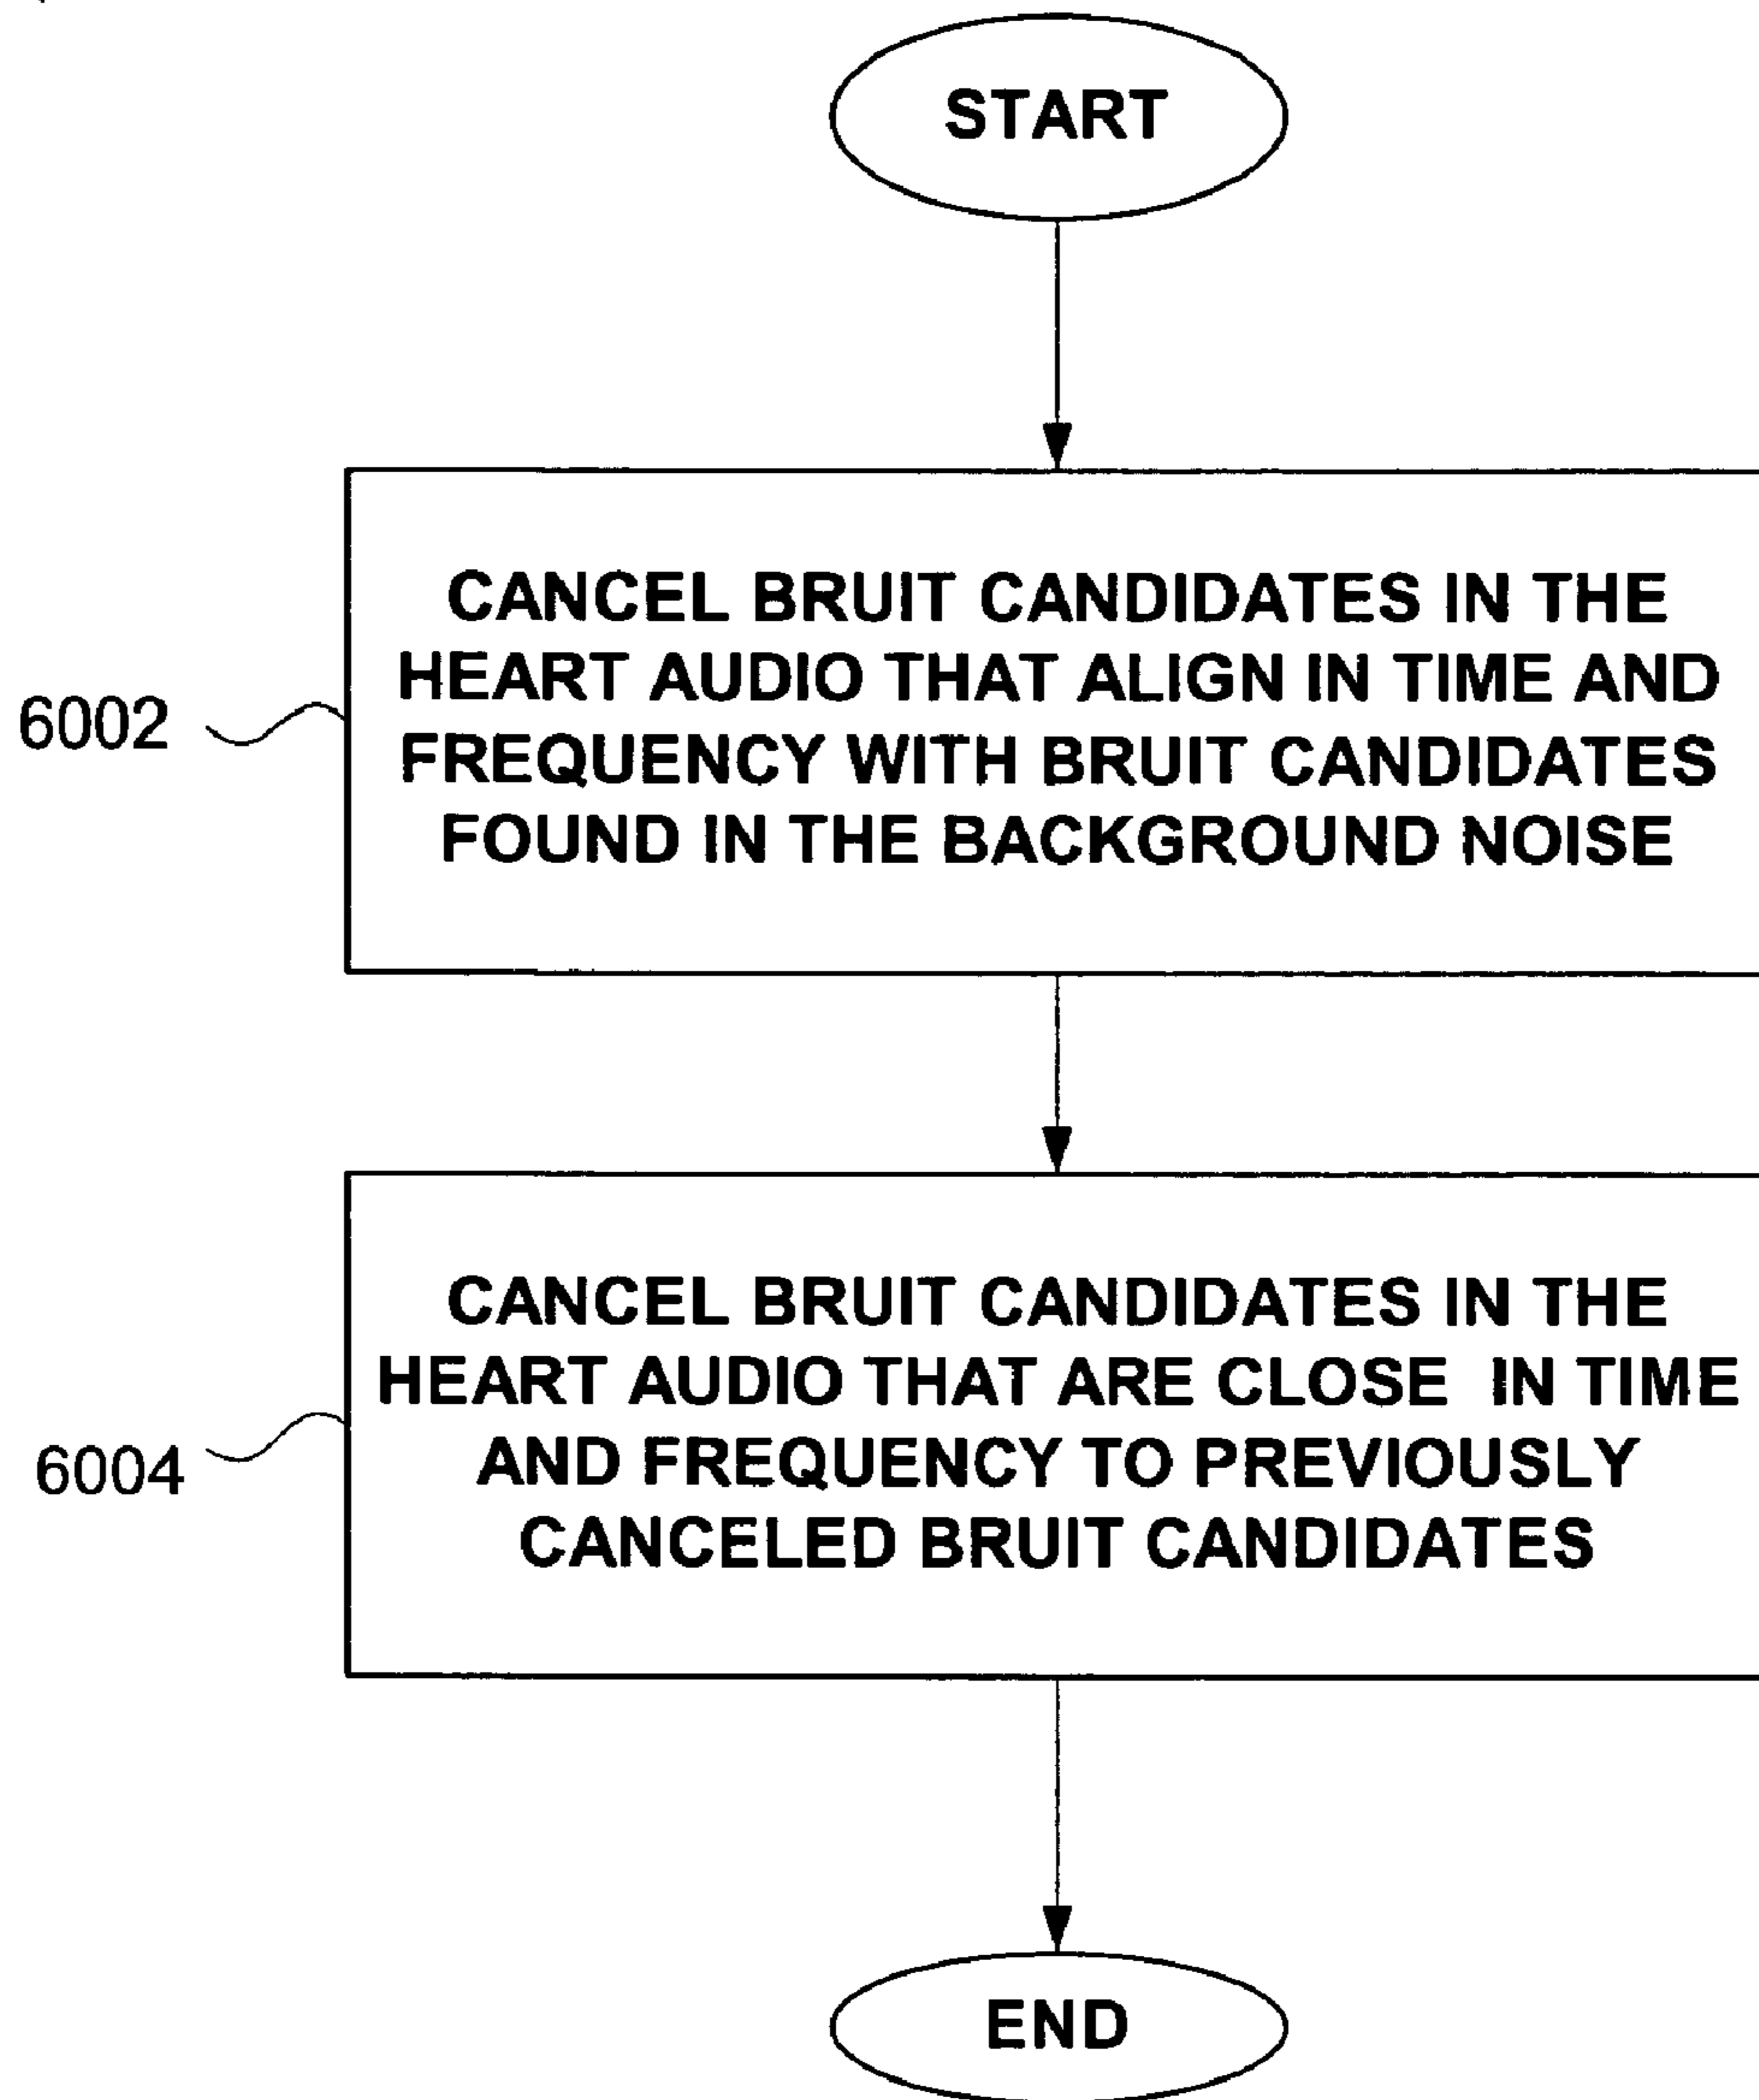 START
CANCEL BRUIT CANDIDATES IN THE
HEART AUDIO THAT ALIGN IN TIME AND
FREQUENCY WITH BRUIT CANDIDATES
FOUND IN THE BACKGROUND NOISE
6002
CANCEL BRUIT CANDIDATES IN THE
HEART AUDIO THAT ARE CLOSE IN TIME
AND FREQUENCY TO PREVIOUSLY
CANCELED BRUIT CANDIDATES
6004
END